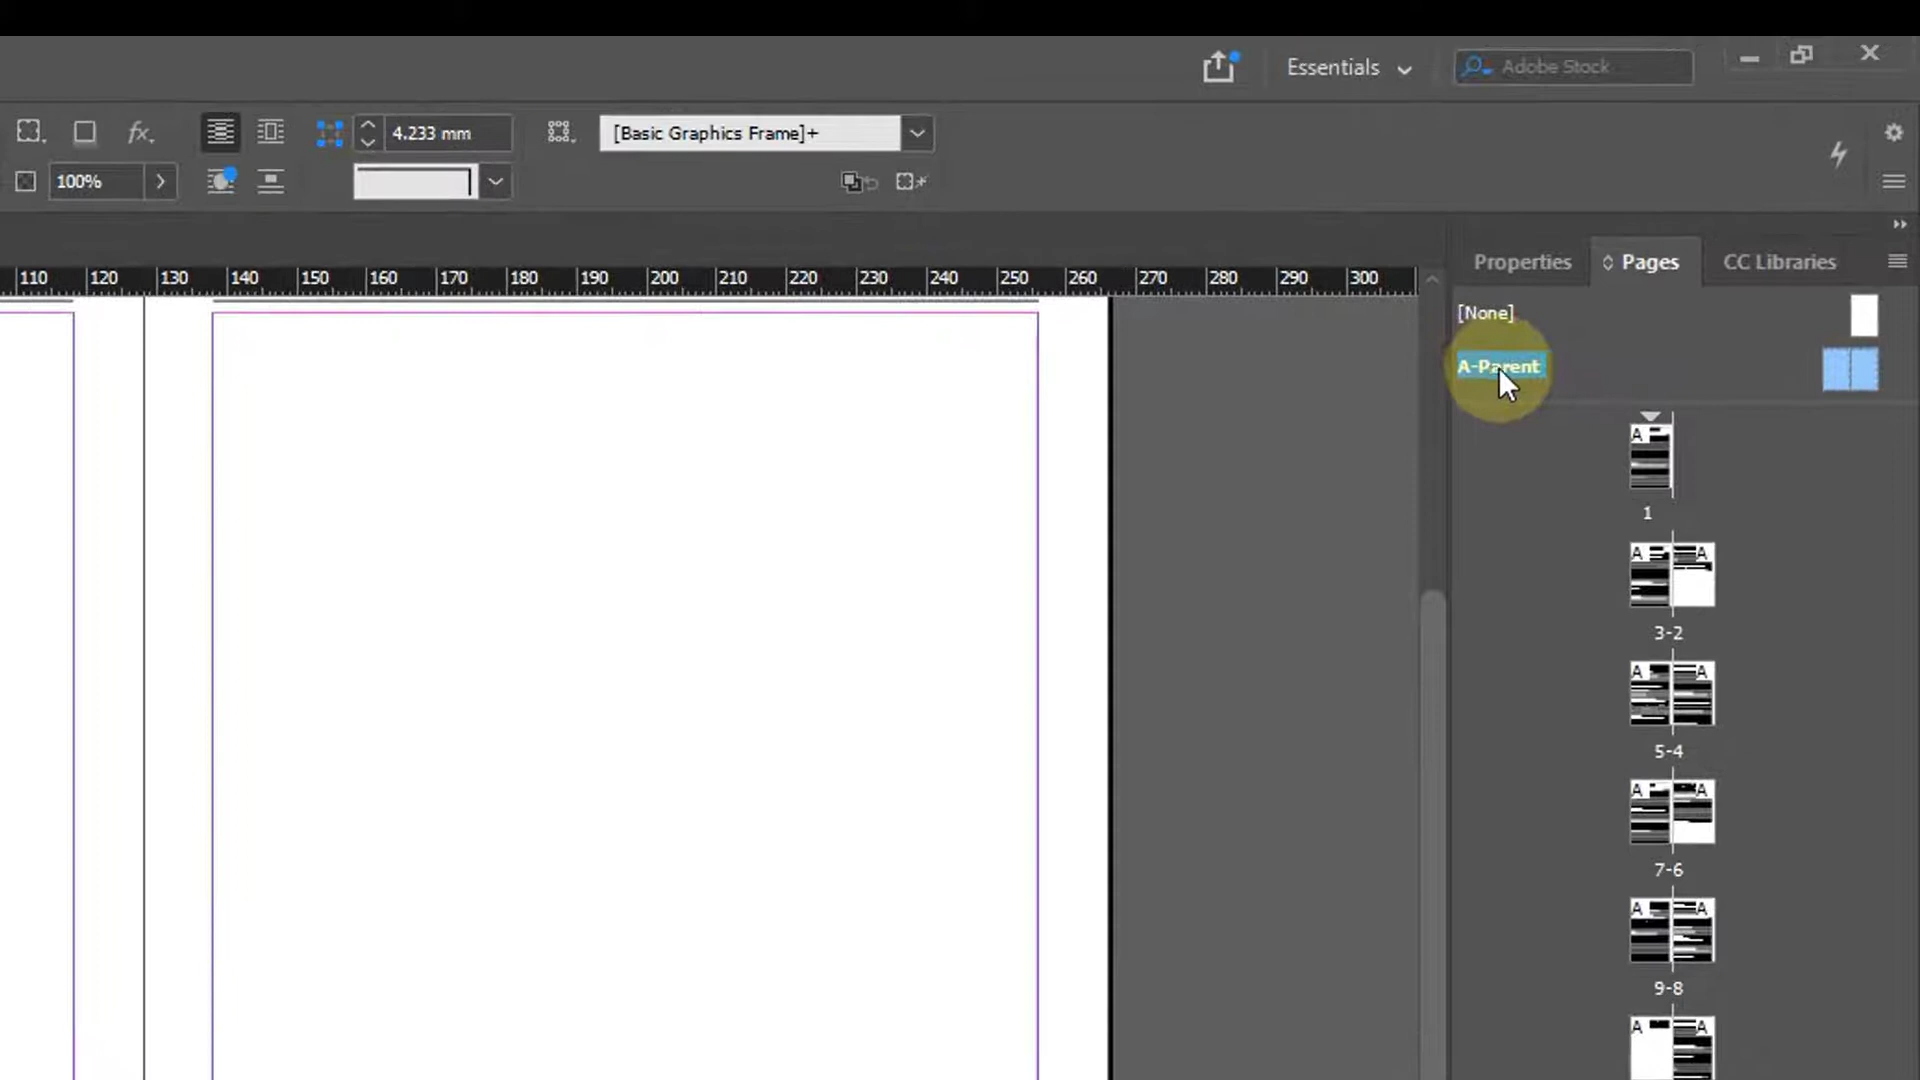 Essentials
Adobe Stock
fx
4.233 mm
[Basic Graphics Frame]+
100%
110 120 130 140 150 160 170 180 190 200 210 220 230 240 250 260 270 280 290 300
Properties Pages CC Libraries
[None]
A-Parent
A
1
A A
3-2
A A
5-4
A A
7-6
A A
9-8
A A